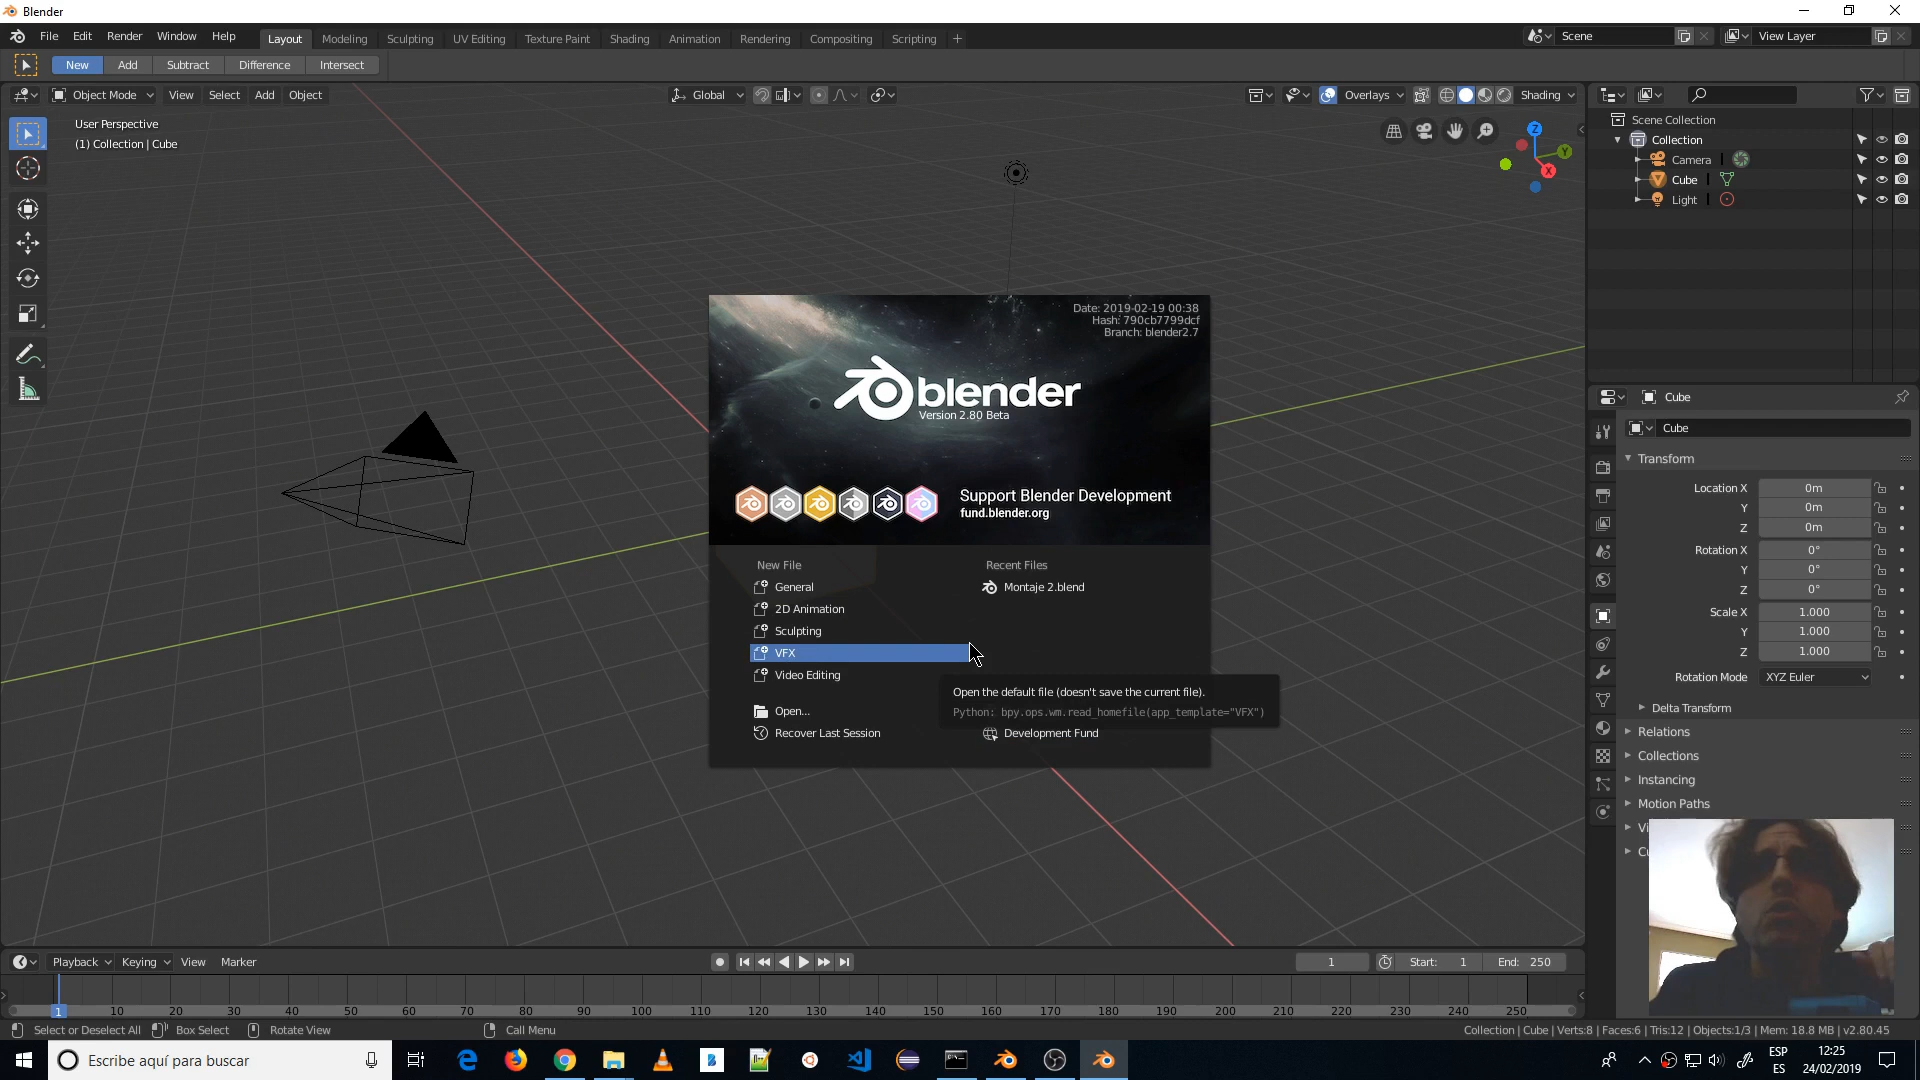 Blender
File Edit Render Window Help Layout Modeling Sculpting UV Editing Texture Paint Shading Animation Rendering Compositing Scripting + Scene View Layer
New Add Subtract Difference Intersect
Object Mode View Select Add Object Global Overlays Shading
User Perspective
(1) Collection | Cube
Z
Y
X
Scene Collection
Collection
Camera
Cube
Light
Date: 2019-02-19 00:38
Hash: 790cb7799dcf
Branch: blender2.7
blender
Version 2.80 Beta
Support Blender Development
fund.blender.org
New File
General
2D Animation
Sculpting
VFX
Video Editing
Open...
Recover Last Session
Recent Files
Montaje 2.blend
Open the default file (doesn't save the current file).
Python: bpy.ops.wm.read_homefile(app_template="VFX")
Development Fund
Cube
Cube
Transform
Location X 0m
Y 0m
Z 0m
Rotation X 0°
Y 0°
Z 0°
Scale X 1.000
Y 1.000
Z 1.000
Rotation Mode XYZ Euler
Delta Transform
Relations
Collections
Instancing
Motion Paths
Playback Keying View Marker 1 Start: 1 End: 250
1 10 20 30 40 50 60 70 80 90 100 110 120 130 140 150 160 170 180 190 200 210 220 230 240 250
Select or Deselect All Box Select Rotate View Call Menu Collection | Cube | Verts:8 | Faces:6 | Tris:12 | Objects:1/3 | Mem: 18.8 MB | v2.80.45
Escribe aquí para buscar
ESP
ES
12:25
24/02/2019